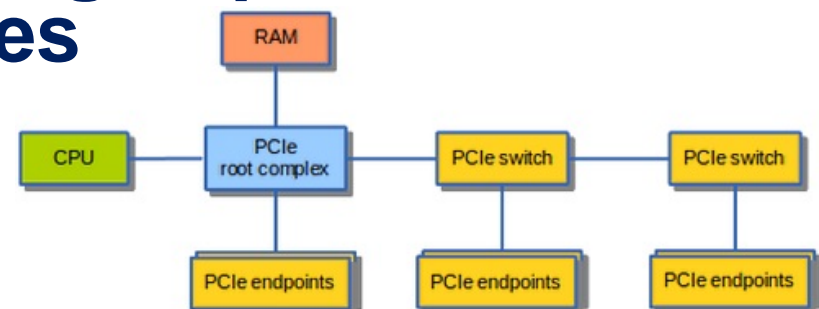 es
RAM
CPU
PCIe
root complex
PCIe switch
PCIe switch
PCIe endpoints
PCIe endpoints
PCIe endpoints